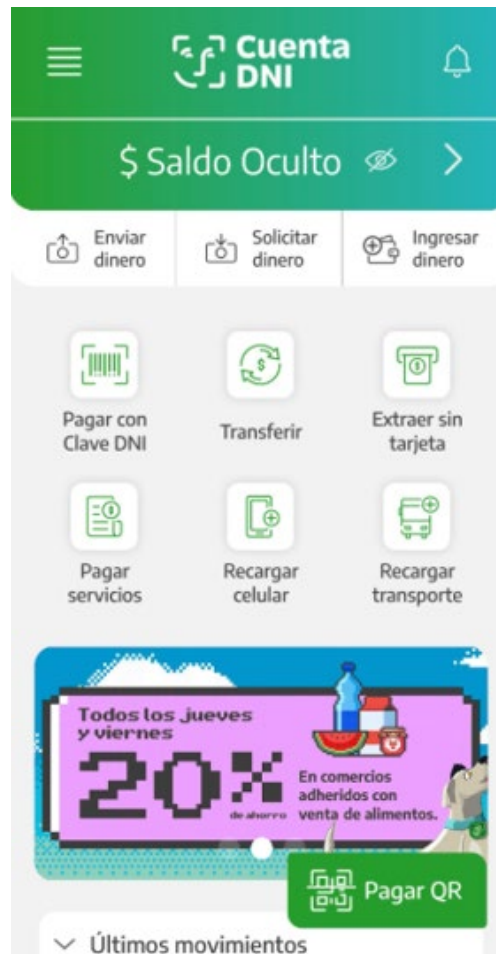 Cuenta
DNI
$ Saldo Oculto
Enviar
dinero
Solicitar
dinero
Ingresar
dinero
Pagar con
Clave DNI
Transferir
Extraer sin
tarjeta
Pagar
servicios
Recargar
celular
Recargar
transporte
Todos los jueves
y viernes
20%
de ahorro
En comercios
adheridos con
venta de alimentos.
Pagar QR
Últimos movimientos